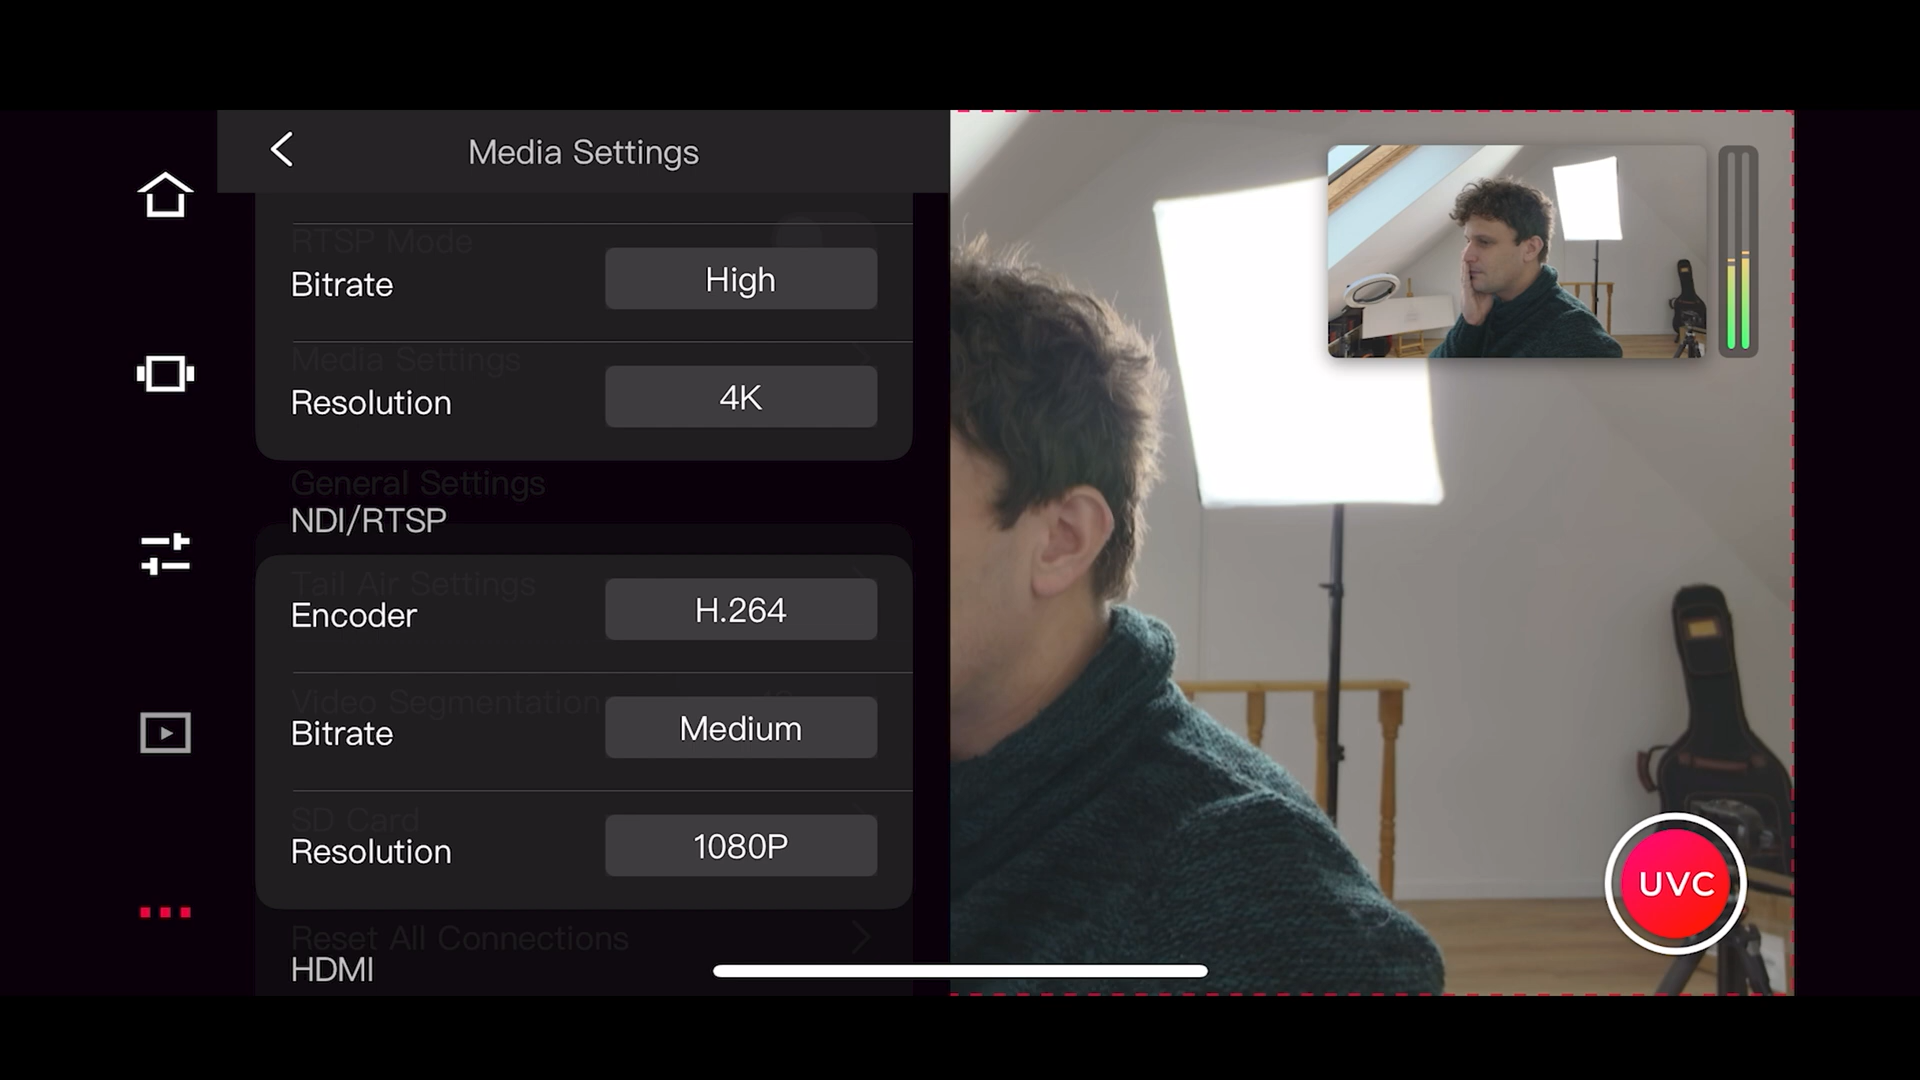 Media Settings
RTSP Mode
Bitrate
High
Media Settings
Resolution
4K
General Settings
NDI/RTSP
Tail Air Settings
Encoder
H.264
Video Segmentation
Bitrate
Medium
SD Card
Resolution
1080P
Reset All Connections
HDMI
UVC